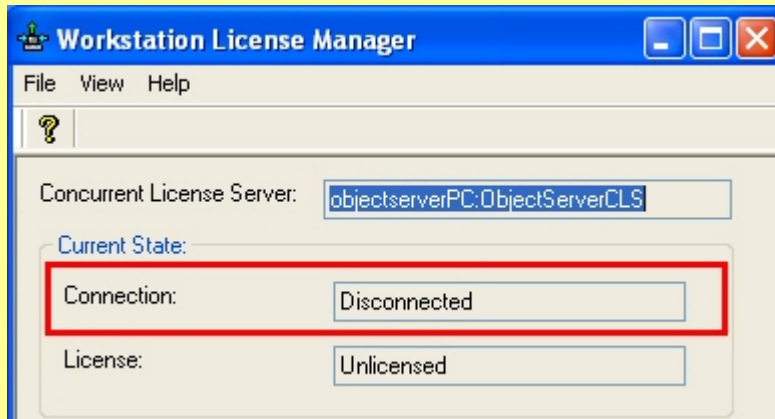 Workstation License Manager
File View Help
Concurrent License Server: objectserverPC:ObjectServerCLS
Current State:
Connection: Disconnected
License: Unlicensed